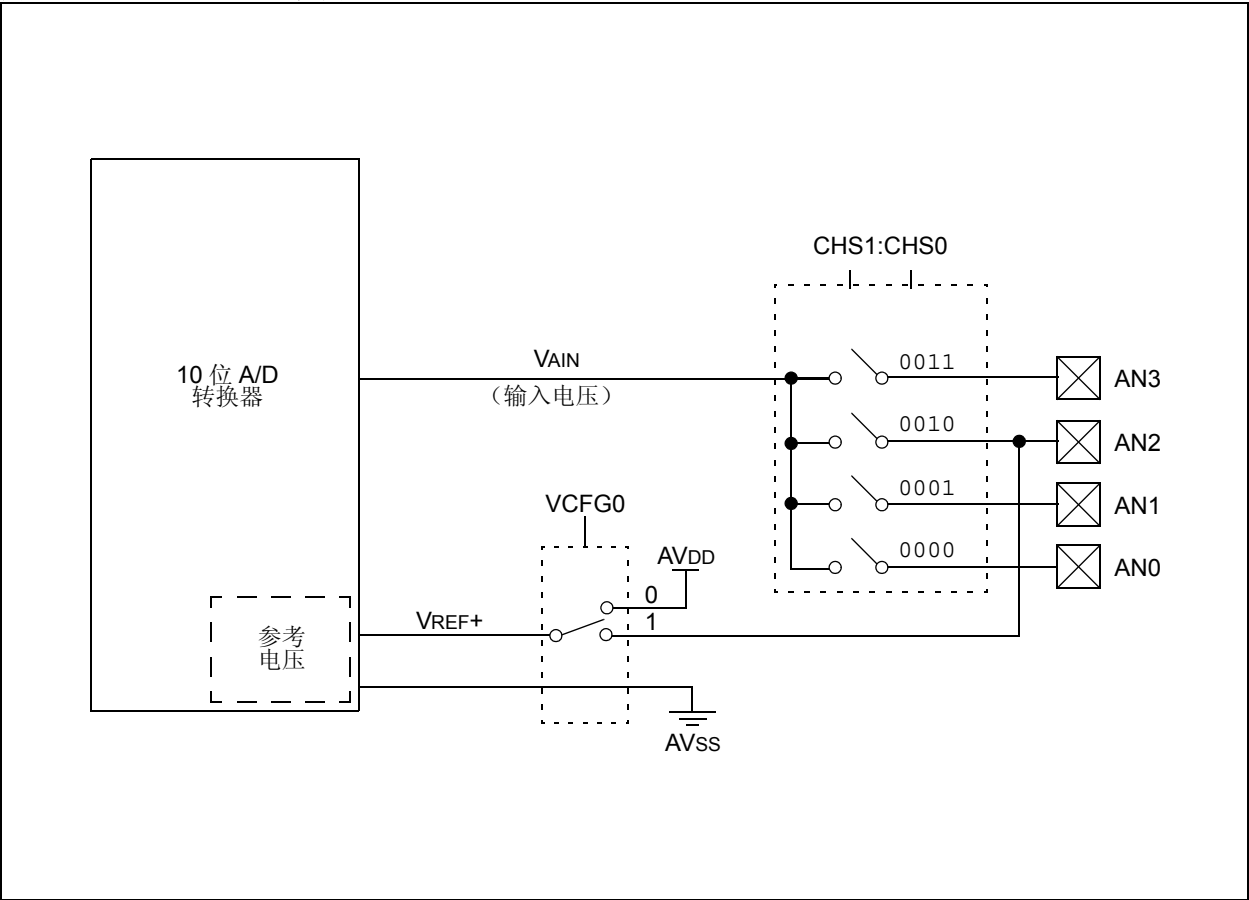 CHS1:CHS0
10 位 A/D
转换器
VAIN
（输入电压）
0011
AN3
0010
AN2
0001
AN1
0000
AN0
VCFG0
AVDD
0
1
VREF+
参考
电压
AVSS